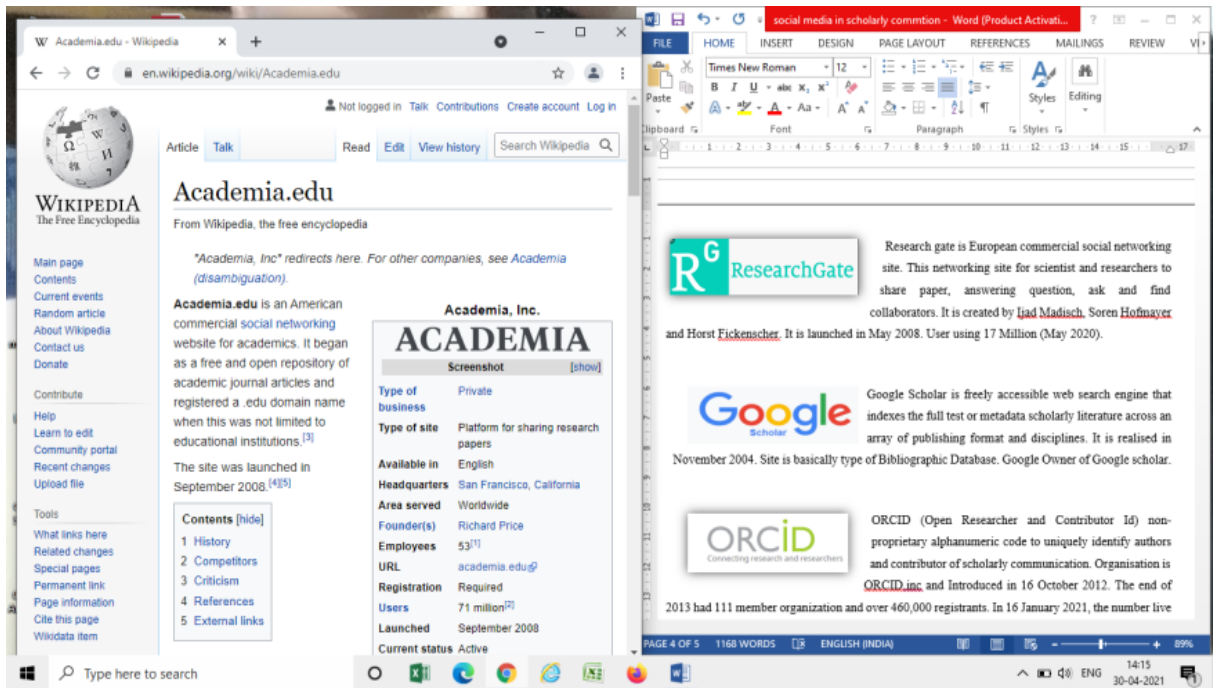 Academia.edu - Wikipedia
en.wikipedia.org/wiki/Academia.edu
Not logged in Talk Contributions Create account Log in
Article Talk Read Edit View history Search Wikipedia
WIKIPEDIA
The Free Encyclopedia
Main page
Contents
Current events
Random article
About Wikipedia
Contact us
Donate
Contribute
Help
Learn to edit
Community portal
Recent changes
Upload file
Tools
What links here
Related changes
Special pages
Permanent link
Page information
Cite this page
Wikidata item
Academia.edu
From Wikipedia, the free encyclopedia
"Academia, Inc" redirects here. For other companies, see Academia
(disambiguation).
Academia.edu is an American
commercial social networking
website for academics. It began
as a free and open repository of
academic journal articles and
registered a .edu domain name
when this was not limited to
educational institutions.[3]
The site was launched in
September 2008.[4][5]
Contents [hide]
1 History
2 Competitors
3 Criticism
4 References
5 External links
Academia, Inc.
ACADEMIA
Screenshot [show]
Type of business Private
Type of site Platform for sharing research
papers
Available in English
Headquarters San Francisco, California
Area served Worldwide
Founder(s) Richard Price
Employees 53[1]
URL academia.edu
Registration Required
Users 71 million[2]
Launched September 2008
Current status Active
social media in scholarly commtion - Word (Product Activati...
FILE HOME INSERT DESIGN PAGE LAYOUT REFERENCES MAILINGS REVIEW VI
Times New Roman 12
Paste
Styles
Editing
Clipboard Font Paragraph Styles
1 2 3 4 5 6 7 8 9 10 11 12 13 14 15 17
RG ResearchGate
Research gate is European commercial social networking
site. This networking site for scientist and researchers to
share paper, answering question, ask and find
collaborators. It is created by Ijad Madisch, Soren Hofmayer
and Horst Fickenscher. It is launched in May 2008. User using 17 Million (May 2020).
Google
Scholar
Google Scholar is freely accessible web search engine that
indexes the full test or metadata scholarly literature across an
array of publishing format and disciplines. It is realised in
November 2004. Site is basically type of Bibliographic Database. Google Owner of Google scholar.
ORCID
Connecting research and researchers
ORCID (Open Researcher and Contributor Id) non-
proprietary alphanumeric code to uniquely identify authors
and contributor of scholarly communication. Organisation is
ORCID.inc and Introduced in 16 October 2012. The end of
2013 had 111 member organization and over 460,000 registrants. In 16 January 2021, the number live
PAGE 4 OF 5 1168 WORDS ENGLISH (INDIA) 89%
Type here to search
ENG
14:15
30-04-2021